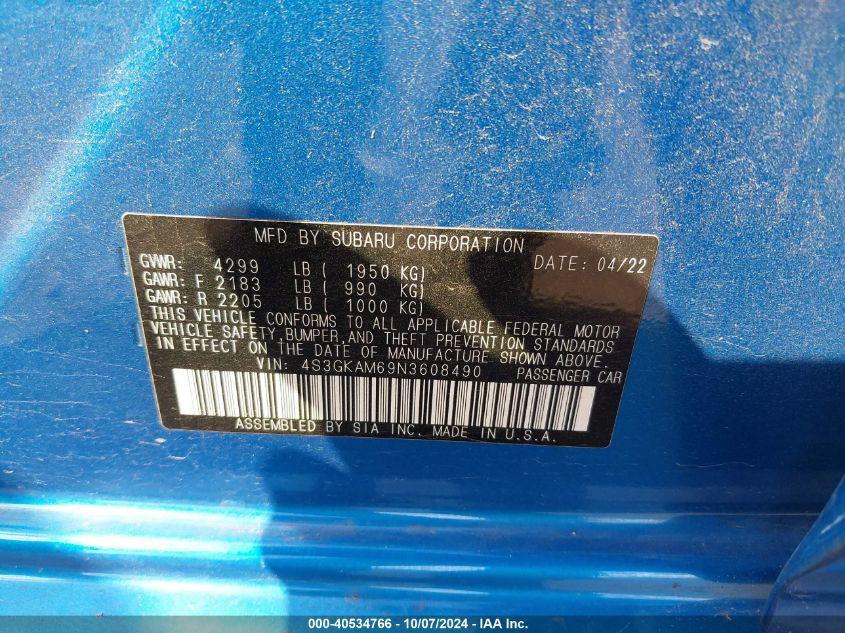 MFD BY SUBARU CORPORATION DATE: 04/22
GVWR: 4299 LB ( 1950 KG)
GAWR: F 2183 LB ( 990 KG)
GAWR: R 2205 LB ( 1000 KG)
THIS VEHICLE CONFORMS TO ALL APPLICABLE FEDERAL MOTOR
VEHICLE SAFETY,BUMPER,AND THEFT PREVENTION STANDARDS
IN EFFECT ON THE DATE OF MANUFACTURE SHOWN ABOVE.
VIN: 4S3GKAM69N3608490 PASSENGER CAR
ASSEMBLED BY SIA INC. MADE IN U.S.A.
000-40534766 - 10/07/2024 - IAA Inc.